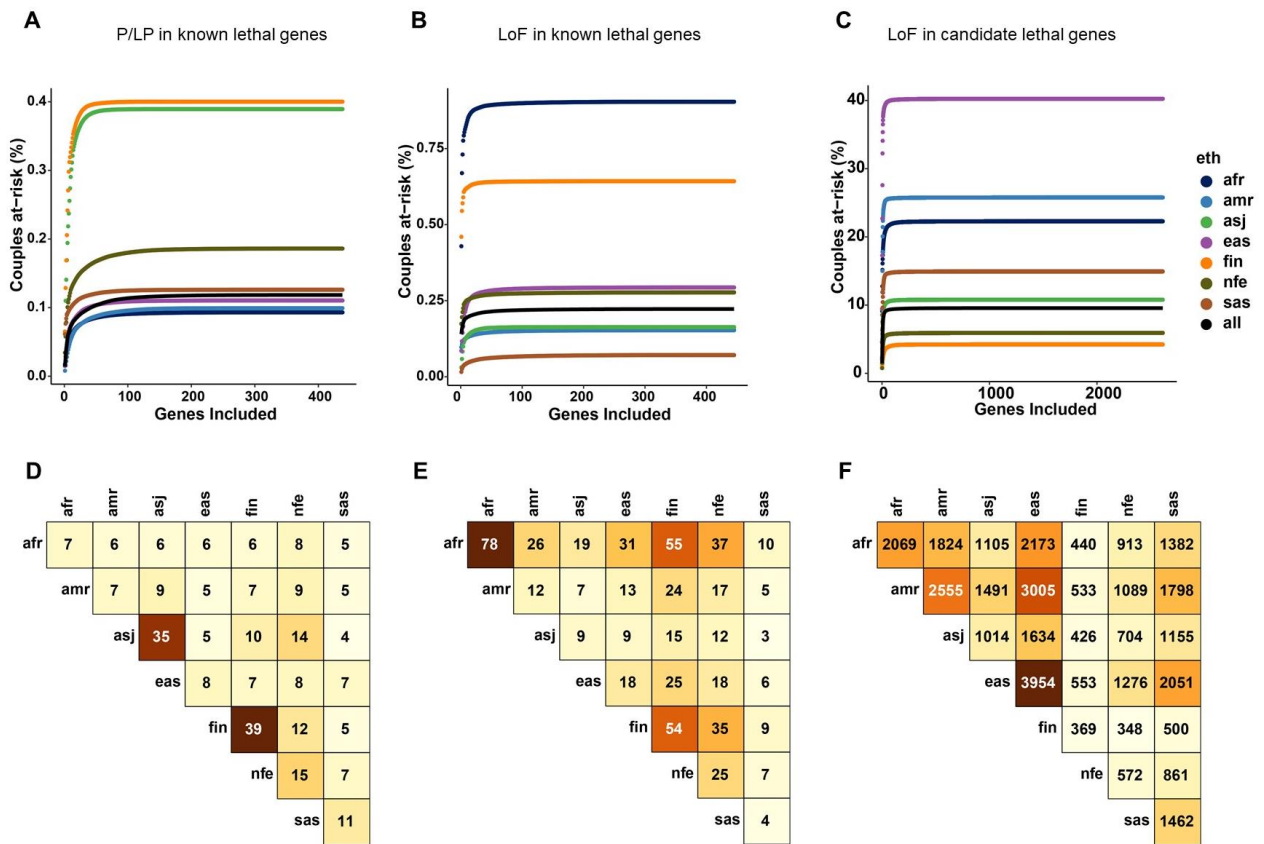 A
P/LP in known lethal genes
Couples at−risk (%)
0.4
0.3
0.2
0.1
0.0
0 100 200 300 400
Genes Included
B
LoF in known lethal genes
Couples at−risk (%)
0.75
0.50
0.25
0.00
0 100 200 300 400
Genes Included
C
LoF in candidate lethal genes
Couples at−risk (%)
40
30
20
10
0
0 1000 2000
Genes Included
eth
afr
amr
asj
eas
fin
nfe
sas
all
D
afr amr asj eas fin nfe sas
afr 7 6 6 6 6 8 5
amr 7 9 5 7 9 5
asj 35 5 10 14 4
eas 8 7 8 7
fin 39 12 5
nfe 15 7
sas 11
E
afr amr asj eas fin nfe sas
afr 78 26 19 31 55 37 10
amr 12 7 13 24 17 5
asj 9 9 15 12 3
eas 18 25 18 6
fin 54 35 9
nfe 25 7
sas 4
F
afr amr asj eas fin nfe sas
afr 2069 1824 1105 2173 440 913 1382
amr 2555 1491 3005 533 1089 1798
asj 1014 1634 426 704 1155
eas 3954 553 1276 2051
fin 369 348 500
nfe 572 861
sas 1462